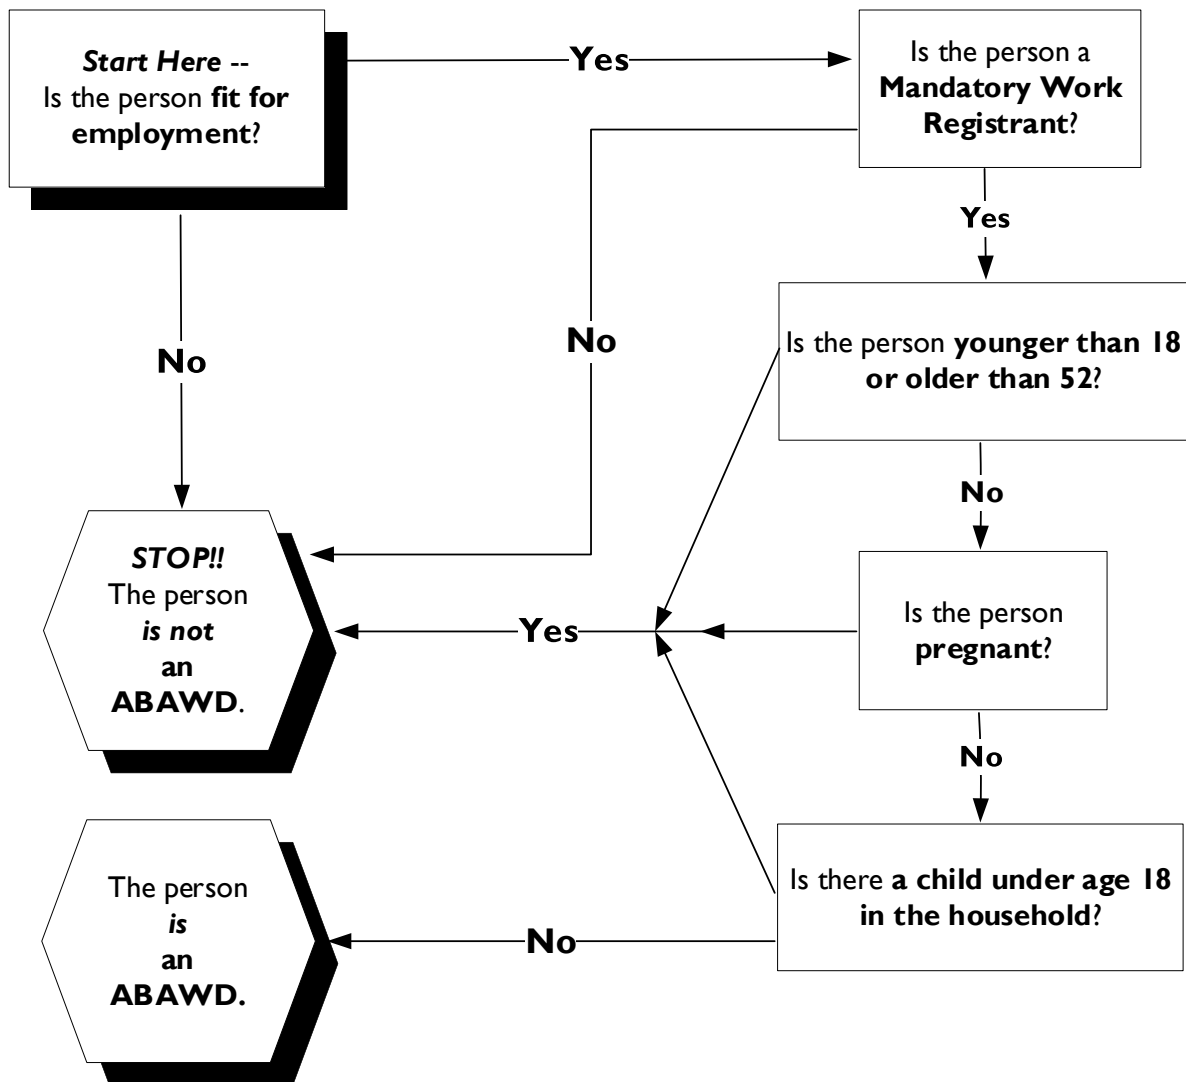 Start Here --
Is the person fit for
employment?
Yes
Is the person a
Mandatory Work
Registrant?
Yes
No
No
Is the person younger than 18
or older than 52?
No
STOP!!
The person
is not
an
ABAWD.
Yes
Is the person
pregnant?
No
The person
is
an
ABAWD.
No
Is there a child under age 18
in the household?